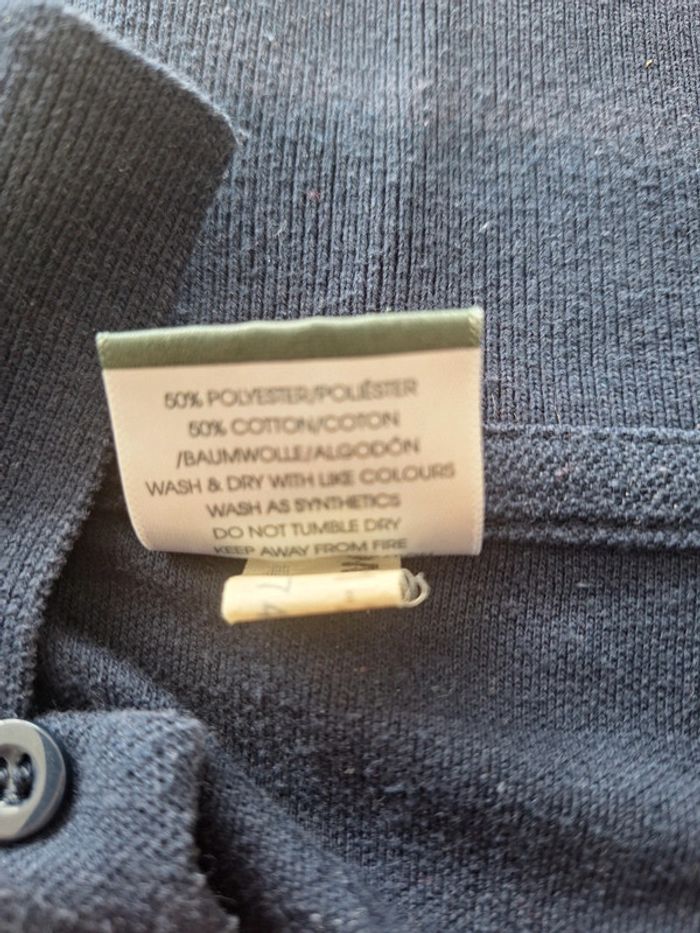 50% POLYESTER/POLIÉSTER
50% COTTON/COTON
/BAUMWOLLE/ALGODÓN
WASH & DRY WITH LIKE COLOURS
WASH AS SYNTHETICS
DO NOT TUMBLE DRY
KEEP AWAY FROM FIRE